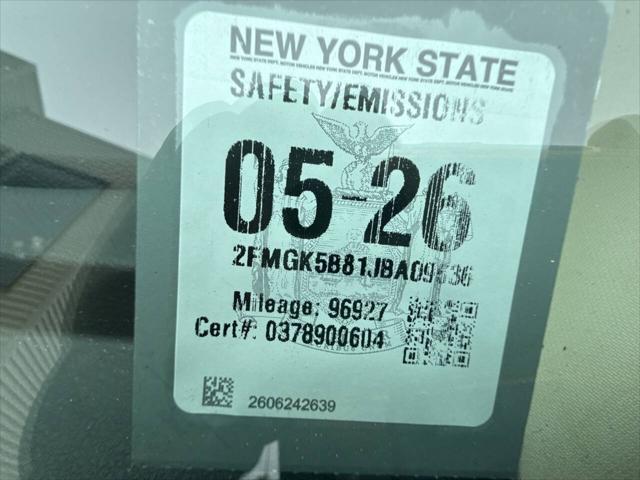 NEW YORK STATE
SAFETY/EMISSIONS
05-26
2FMGK5B81JBA09536
Mileage: 96927
Cert#: 0378900604
2606242639